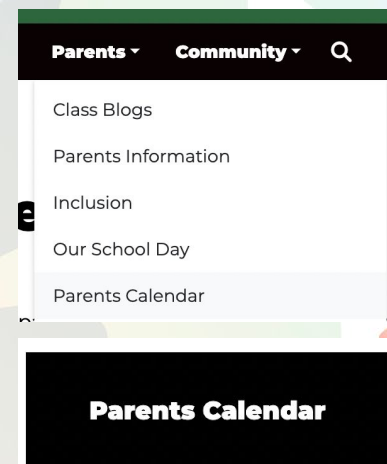 Parents Community
Class Blogs
Parents Information
Inclusion
Our School Day
Parents Calendar
Parents Calendar